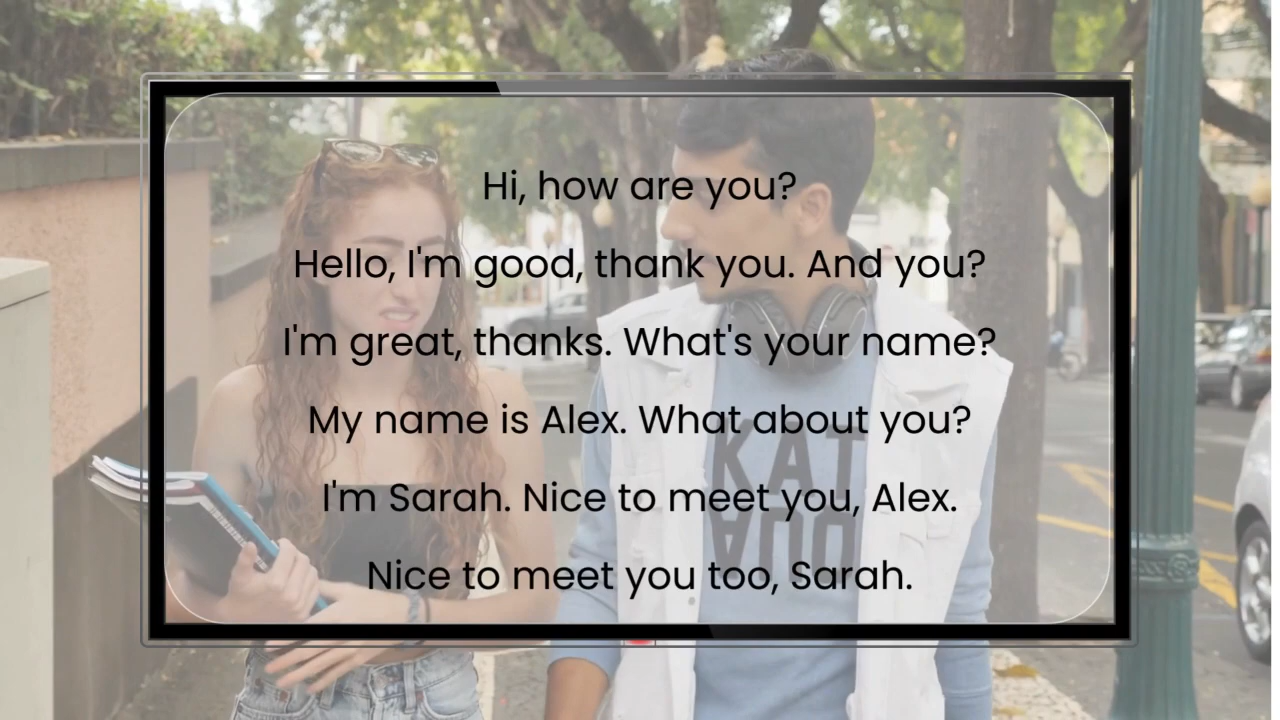 Hi, how are you?
Hello, I'm good, thank you. And you?
I'm great, thanks. What's your name?
My name is Alex. What about you?
I'm Sarah. Nice to meet you, Alex.
Nice to meet you too, Sarah.
KAT